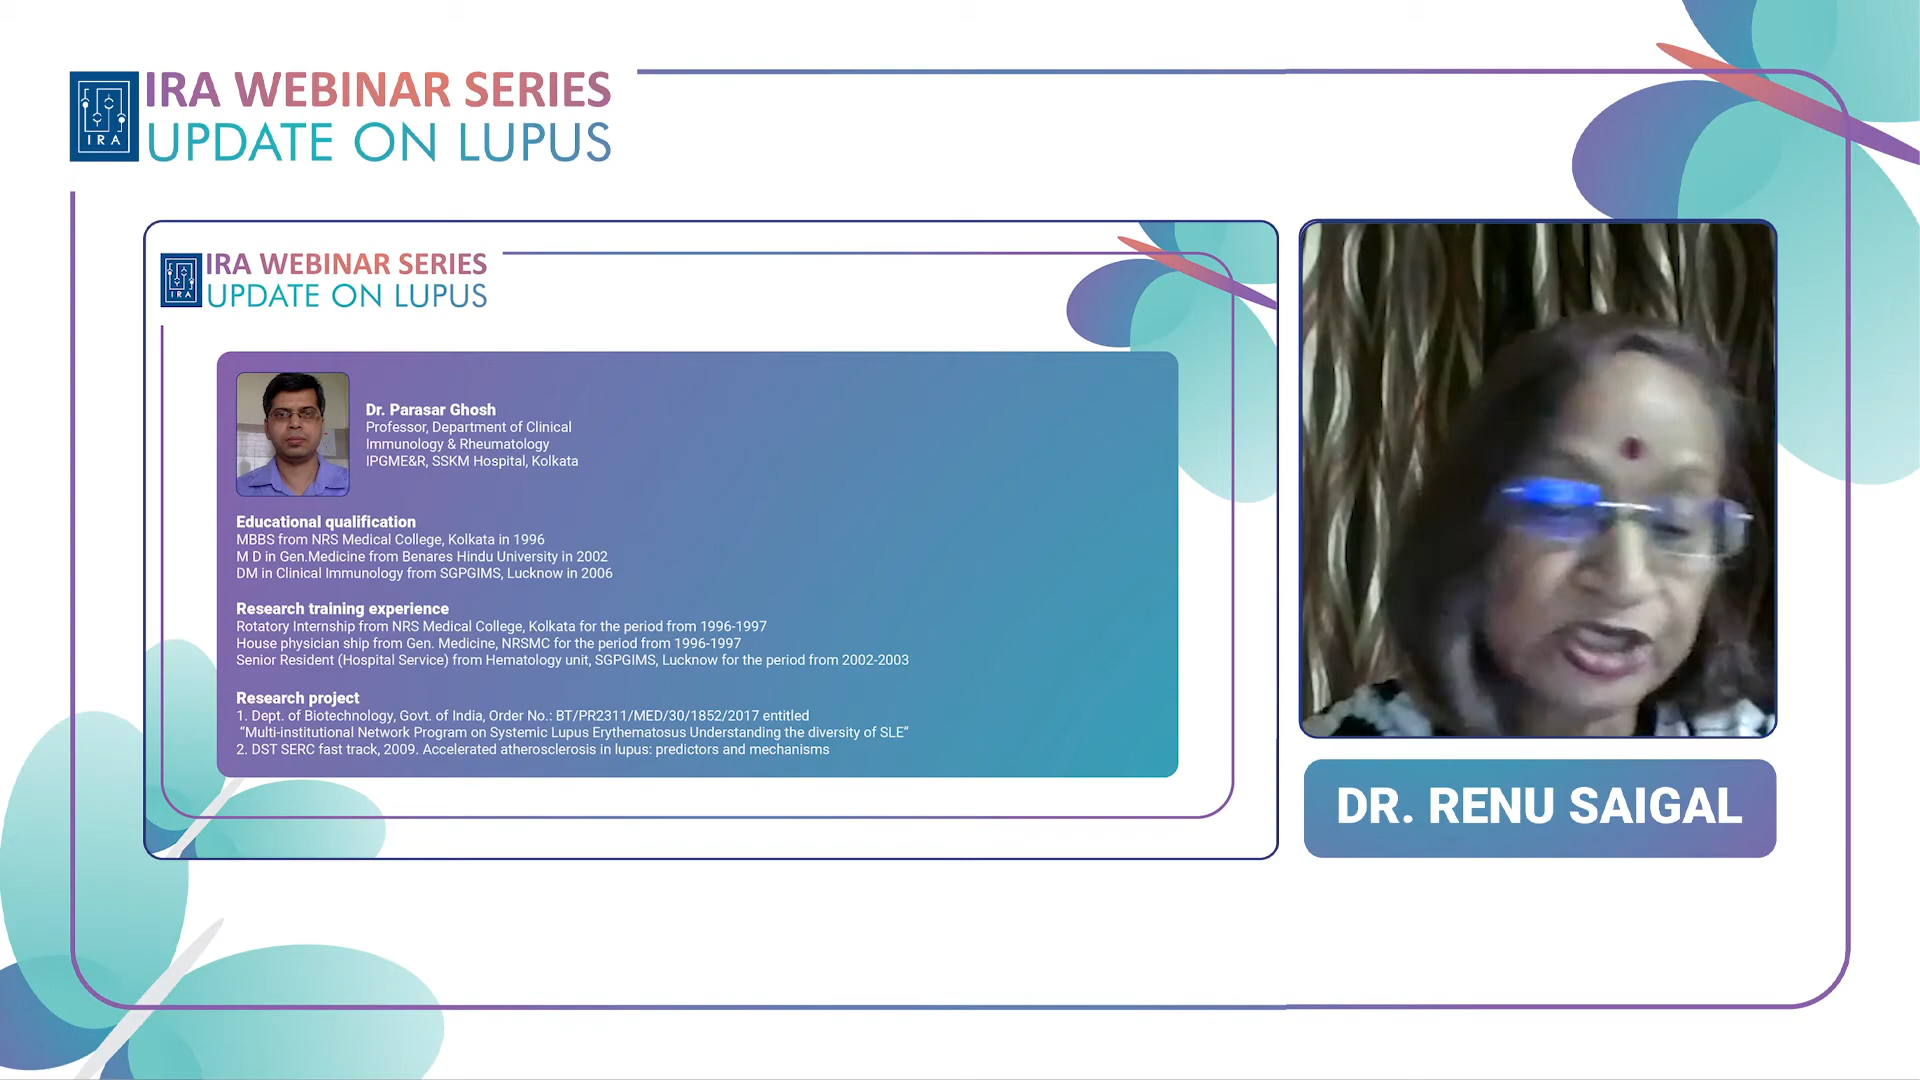 IRA
IRA WEBINAR SERIES
UPDATE ON LUPUS
IRA
IRA WEBINAR SERIES
UPDATE ON LUPUS
Dr. Parasar Ghosh
Professor, Department of Clinical
Immunology & Rheumatology
IPGME&R, SSKM Hospital, Kolkata
Educational qualification
MBBS from NRS Medical College, Kolkata in 1996
M D in Gen.Medicine from Benares Hindu University in 2002
DM in Clinical Immunology from SGPGIMS, Lucknow in 2006
Research training experience
Rotatory Internship from NRS Medical College, Kolkata for the period from 1996-1997
House physician ship from Gen. Medicine, NRSMC for the period from 1996-1997
Senior Resident (Hospital Service) from Hematology unit, SGPGIMS, Lucknow for the period from 2002-2003
Research project
1. Dept. of Biotechnology, Govt. of India, Order No.: BT/PR2311/MED/30/1852/2017 entitled
“Multi-institutional Network Program on Systemic Lupus Erythematosus Understanding the diversity of SLE”
2. DST SERC fast track, 2009. Accelerated atherosclerosis in lupus: predictors and mechanisms
DR. RENU SAIGAL